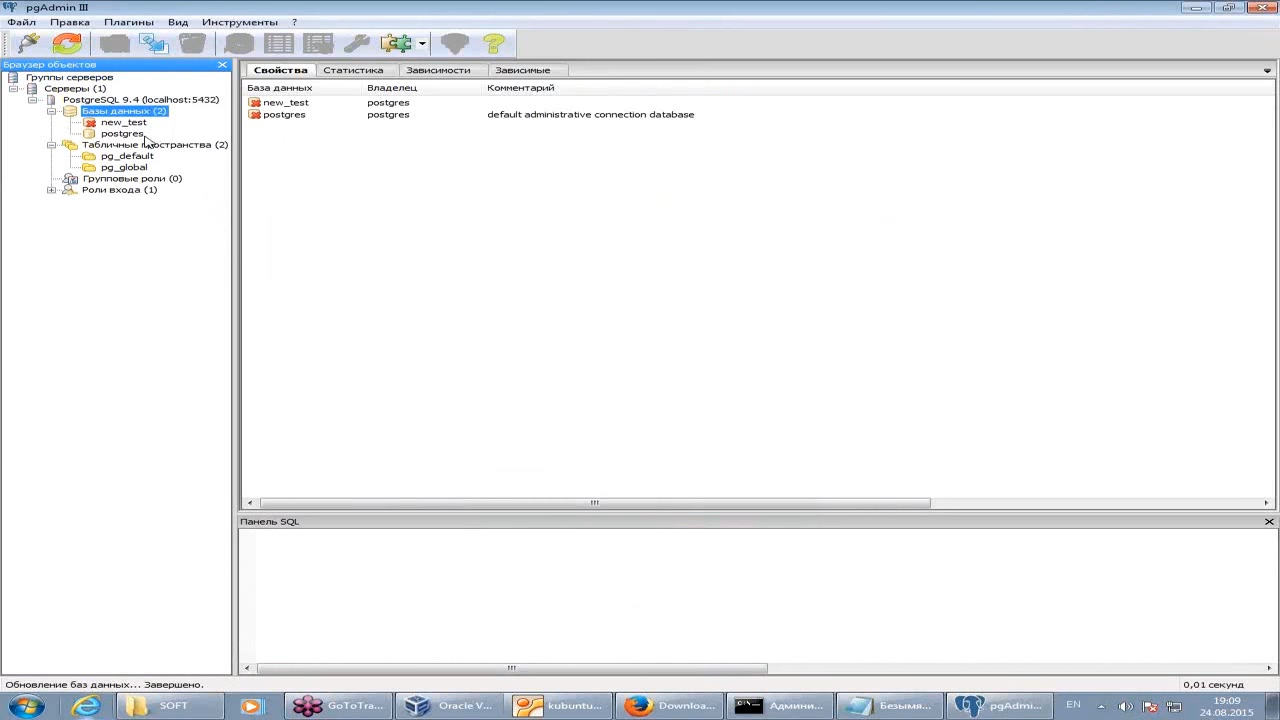 pgAdmin III
Файл Правка Плагины Вид Инструменты ?
Браузер объектов
Группы серверов
Серверы (1)
PostgreSQL 9.4 (localhost:5432)
Базы данных (2)
new_test
postgres
Табличные пространства (2)
pg_default
pg_global
Групповые роли (0)
Роли входа (1)
Свойства Статистика Зависимости Зависимые
База данных Владелец Комментарий
new_test postgres
postgres postgres default administrative connection database
Панель SQL
Обновление баз данных... Завершено. 0,01 секунд
SOFT GoToTra... Oracle V... kubuntu... Downloa... Админи... Безымя... pgAdmi... EN 19:09
24.08.2015